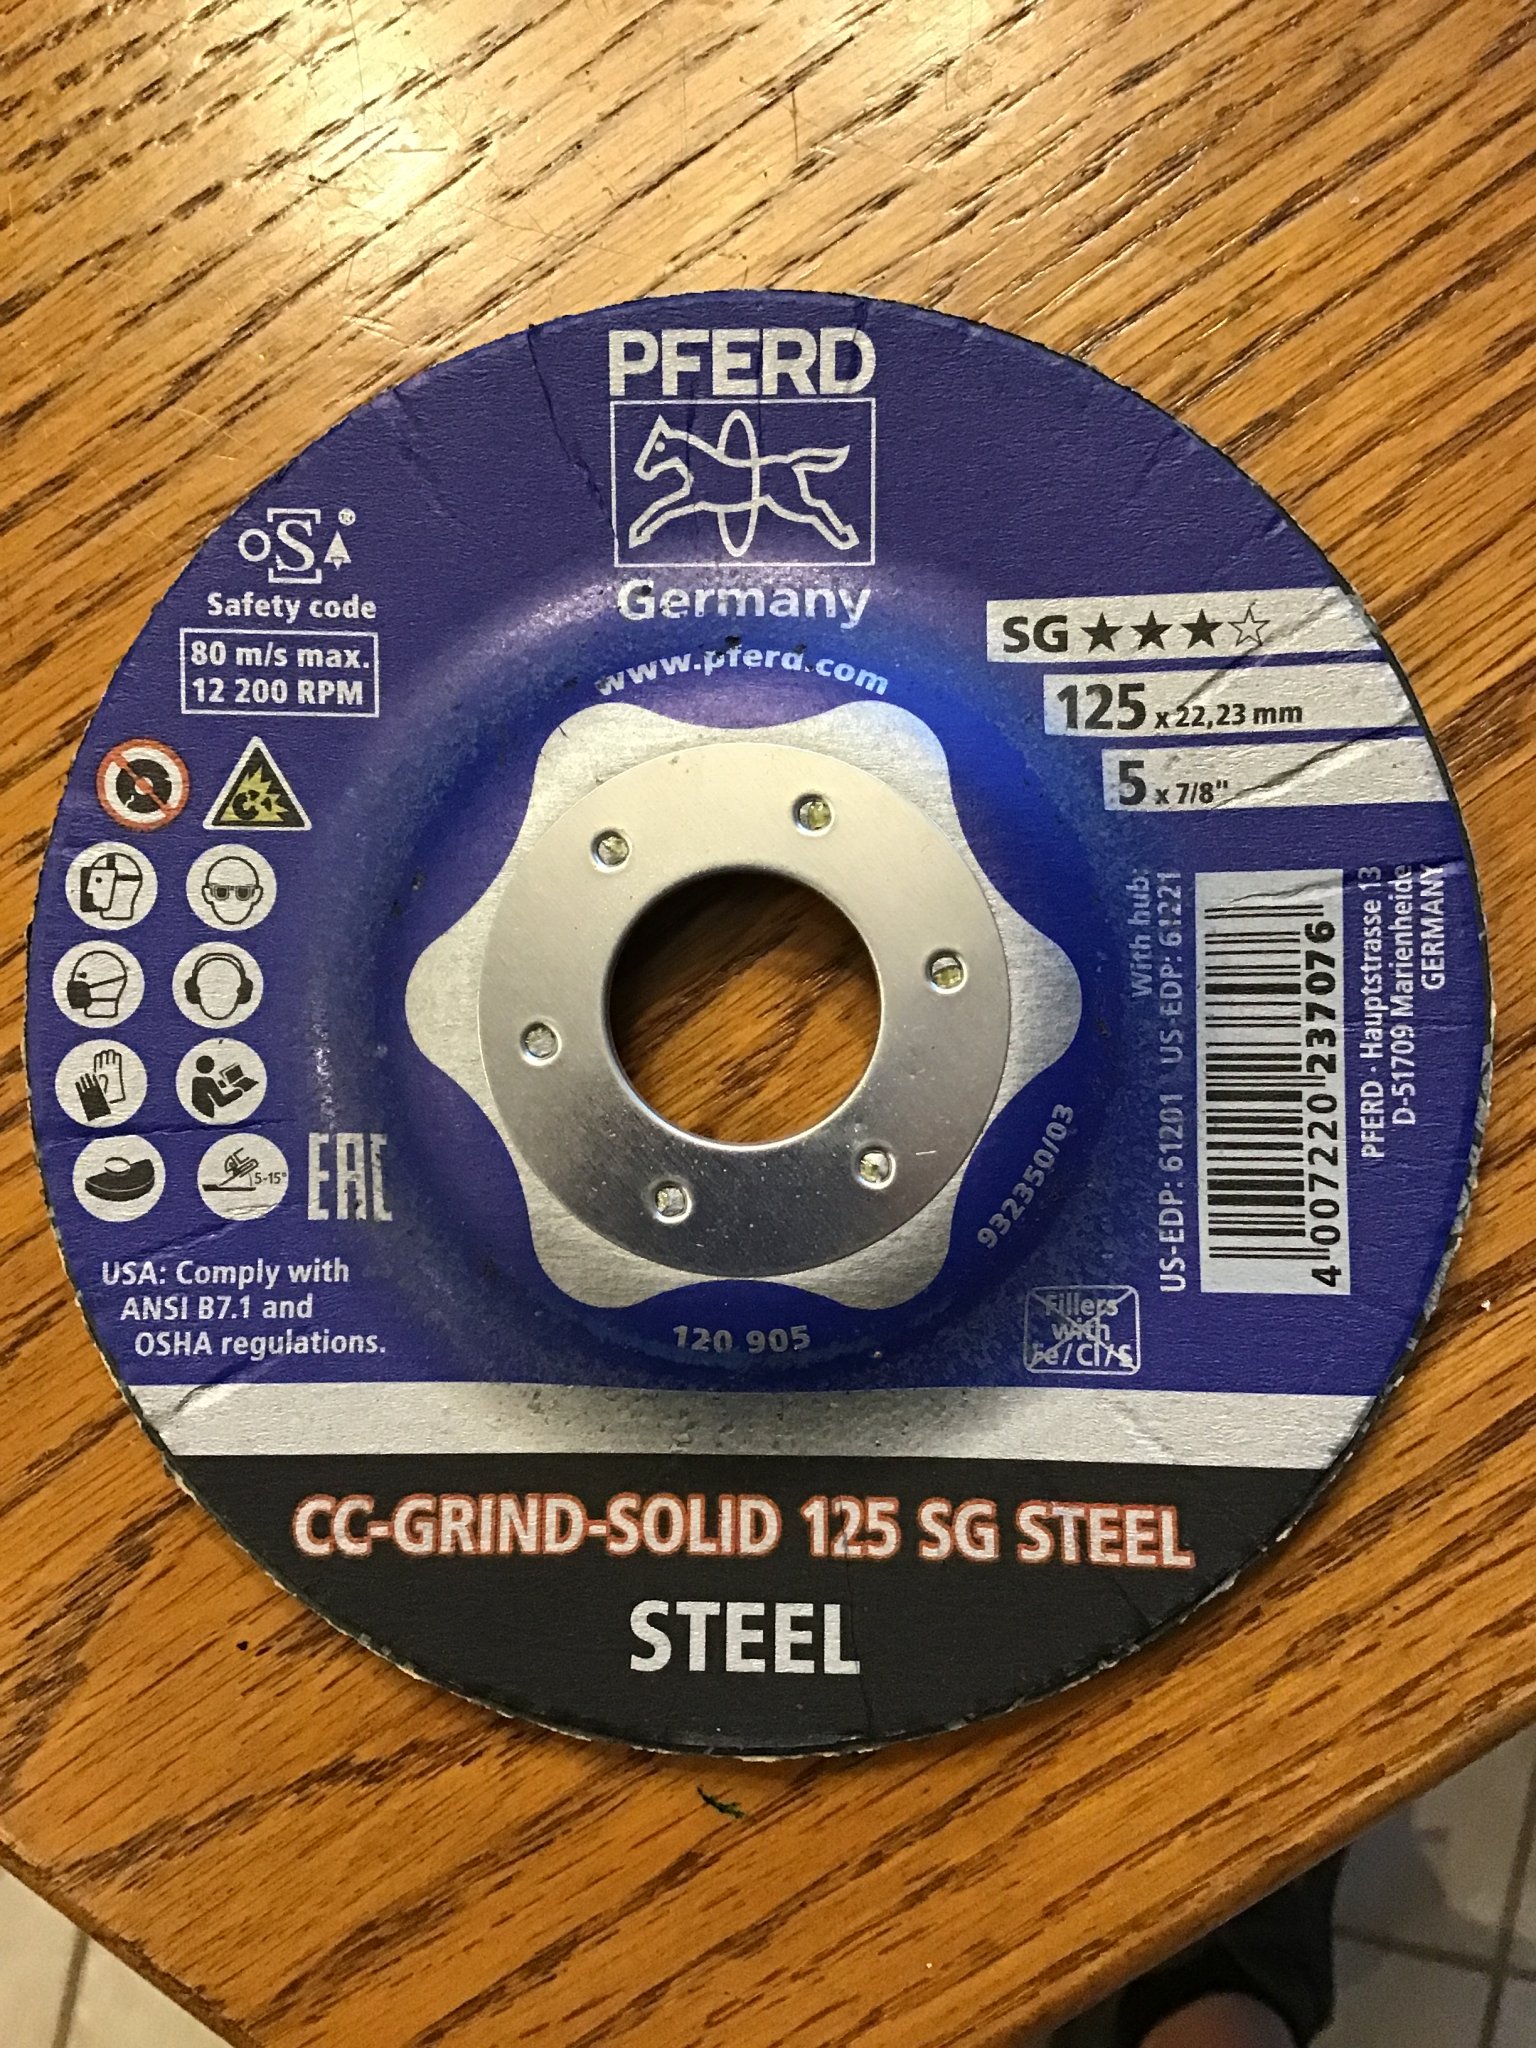 PFERD
Germany
www.pferd.com
oSA®
Safety code
80 m/s max.
12 200 RPM
SG ★★★☆
125 x 22,23 mm
5 x 7/8"
5-15°
EAC
USA: Comply with
ANSI B7.1 and
OSHA regulations.
With hub:
US-EDP: 61201 US-EDP: 61221
4 007220 237076
PFERD · Hauptstrasse 13
D-51709 Marienheide
GERMANY
932350/03
120 905
Fillers
with
Fe/Cl/S
CC-GRIND-SOLID 125 SG STEEL
STEEL